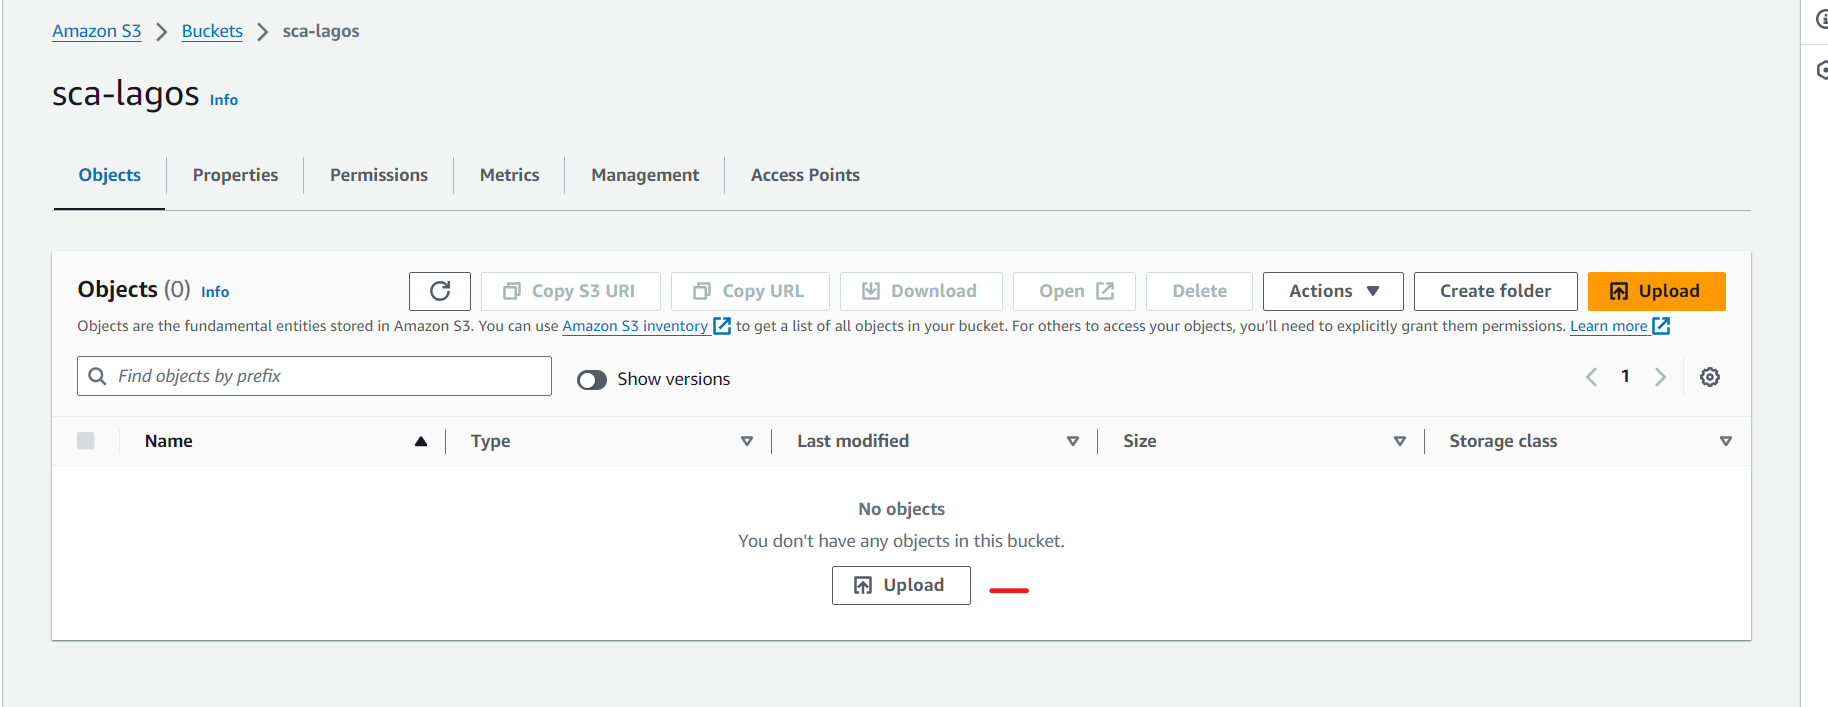 Amazon S3 > Buckets > sca-lagos
sca-lagos Info
Objects Properties Permissions Metrics Management Access Points
Objects (0) Info Copy S3 URI Copy URL Download Open Delete Actions Create folder Upload
Objects are the fundamental entities stored in Amazon S3. You can use Amazon S3 inventory to get a list of all objects in your bucket. For others to access your objects, you'll need to explicitly grant them permissions. Learn more
Find objects by prefix Show versions 1
Name Type Last modified Size Storage class
No objects
You don't have any objects in this bucket.
Upload